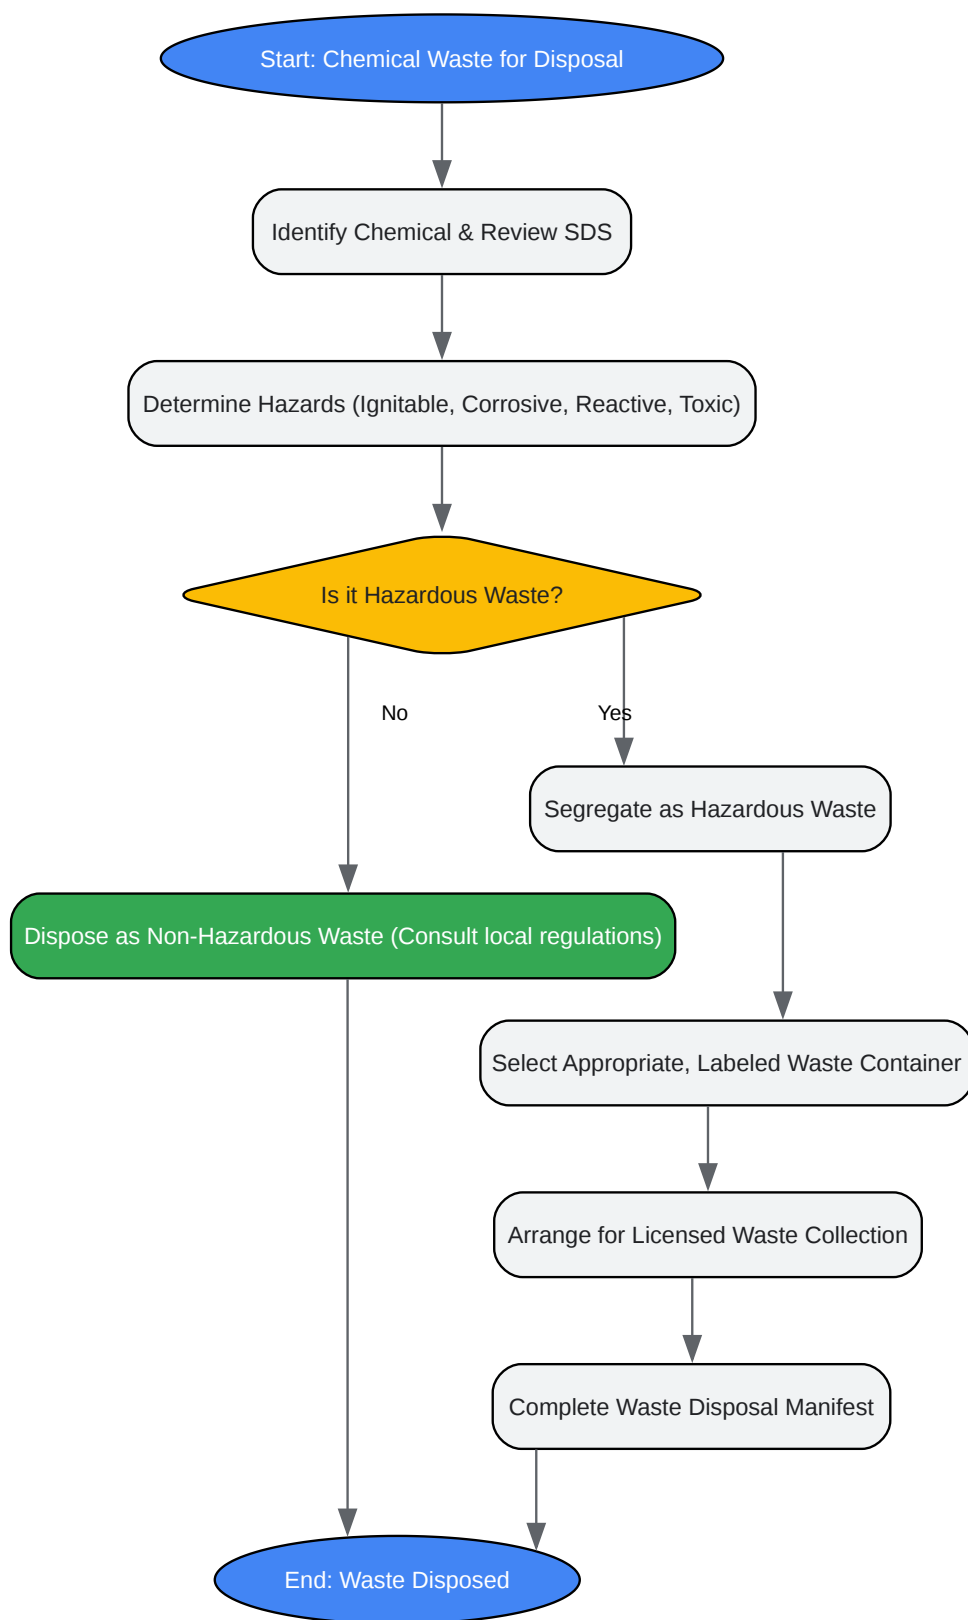 Start: Chemical Waste for Disposal
Identify Chemical & Review SDS
Determine Hazards (Ignitable, Corrosive, Reactive, Toxic)
Is it Hazardous Waste?
No
Yes
Segregate as Hazardous Waste
Dispose as Non-Hazardous Waste (Consult local regulations)
Select Appropriate, Labeled Waste Container
Arrange for Licensed Waste Collection
Complete Waste Disposal Manifest
End: Waste Disposed